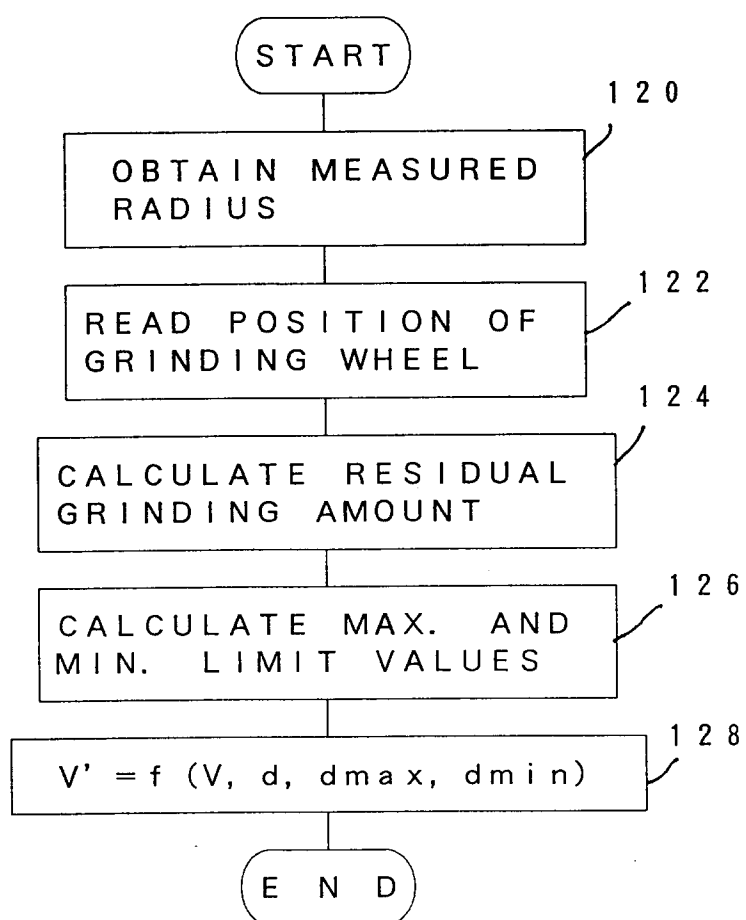 START
120
OBTAIN MEASURED
RADIUS
122
READ POSITION OF
GRINDING WHEEL
124
CALCULATE RESIDUAL
GRINDING AMOUNT
126
CALCULATE MAX. AND
MIN. LIMIT VALUES
128
V' = f (V, d, dmax, dmin)
END